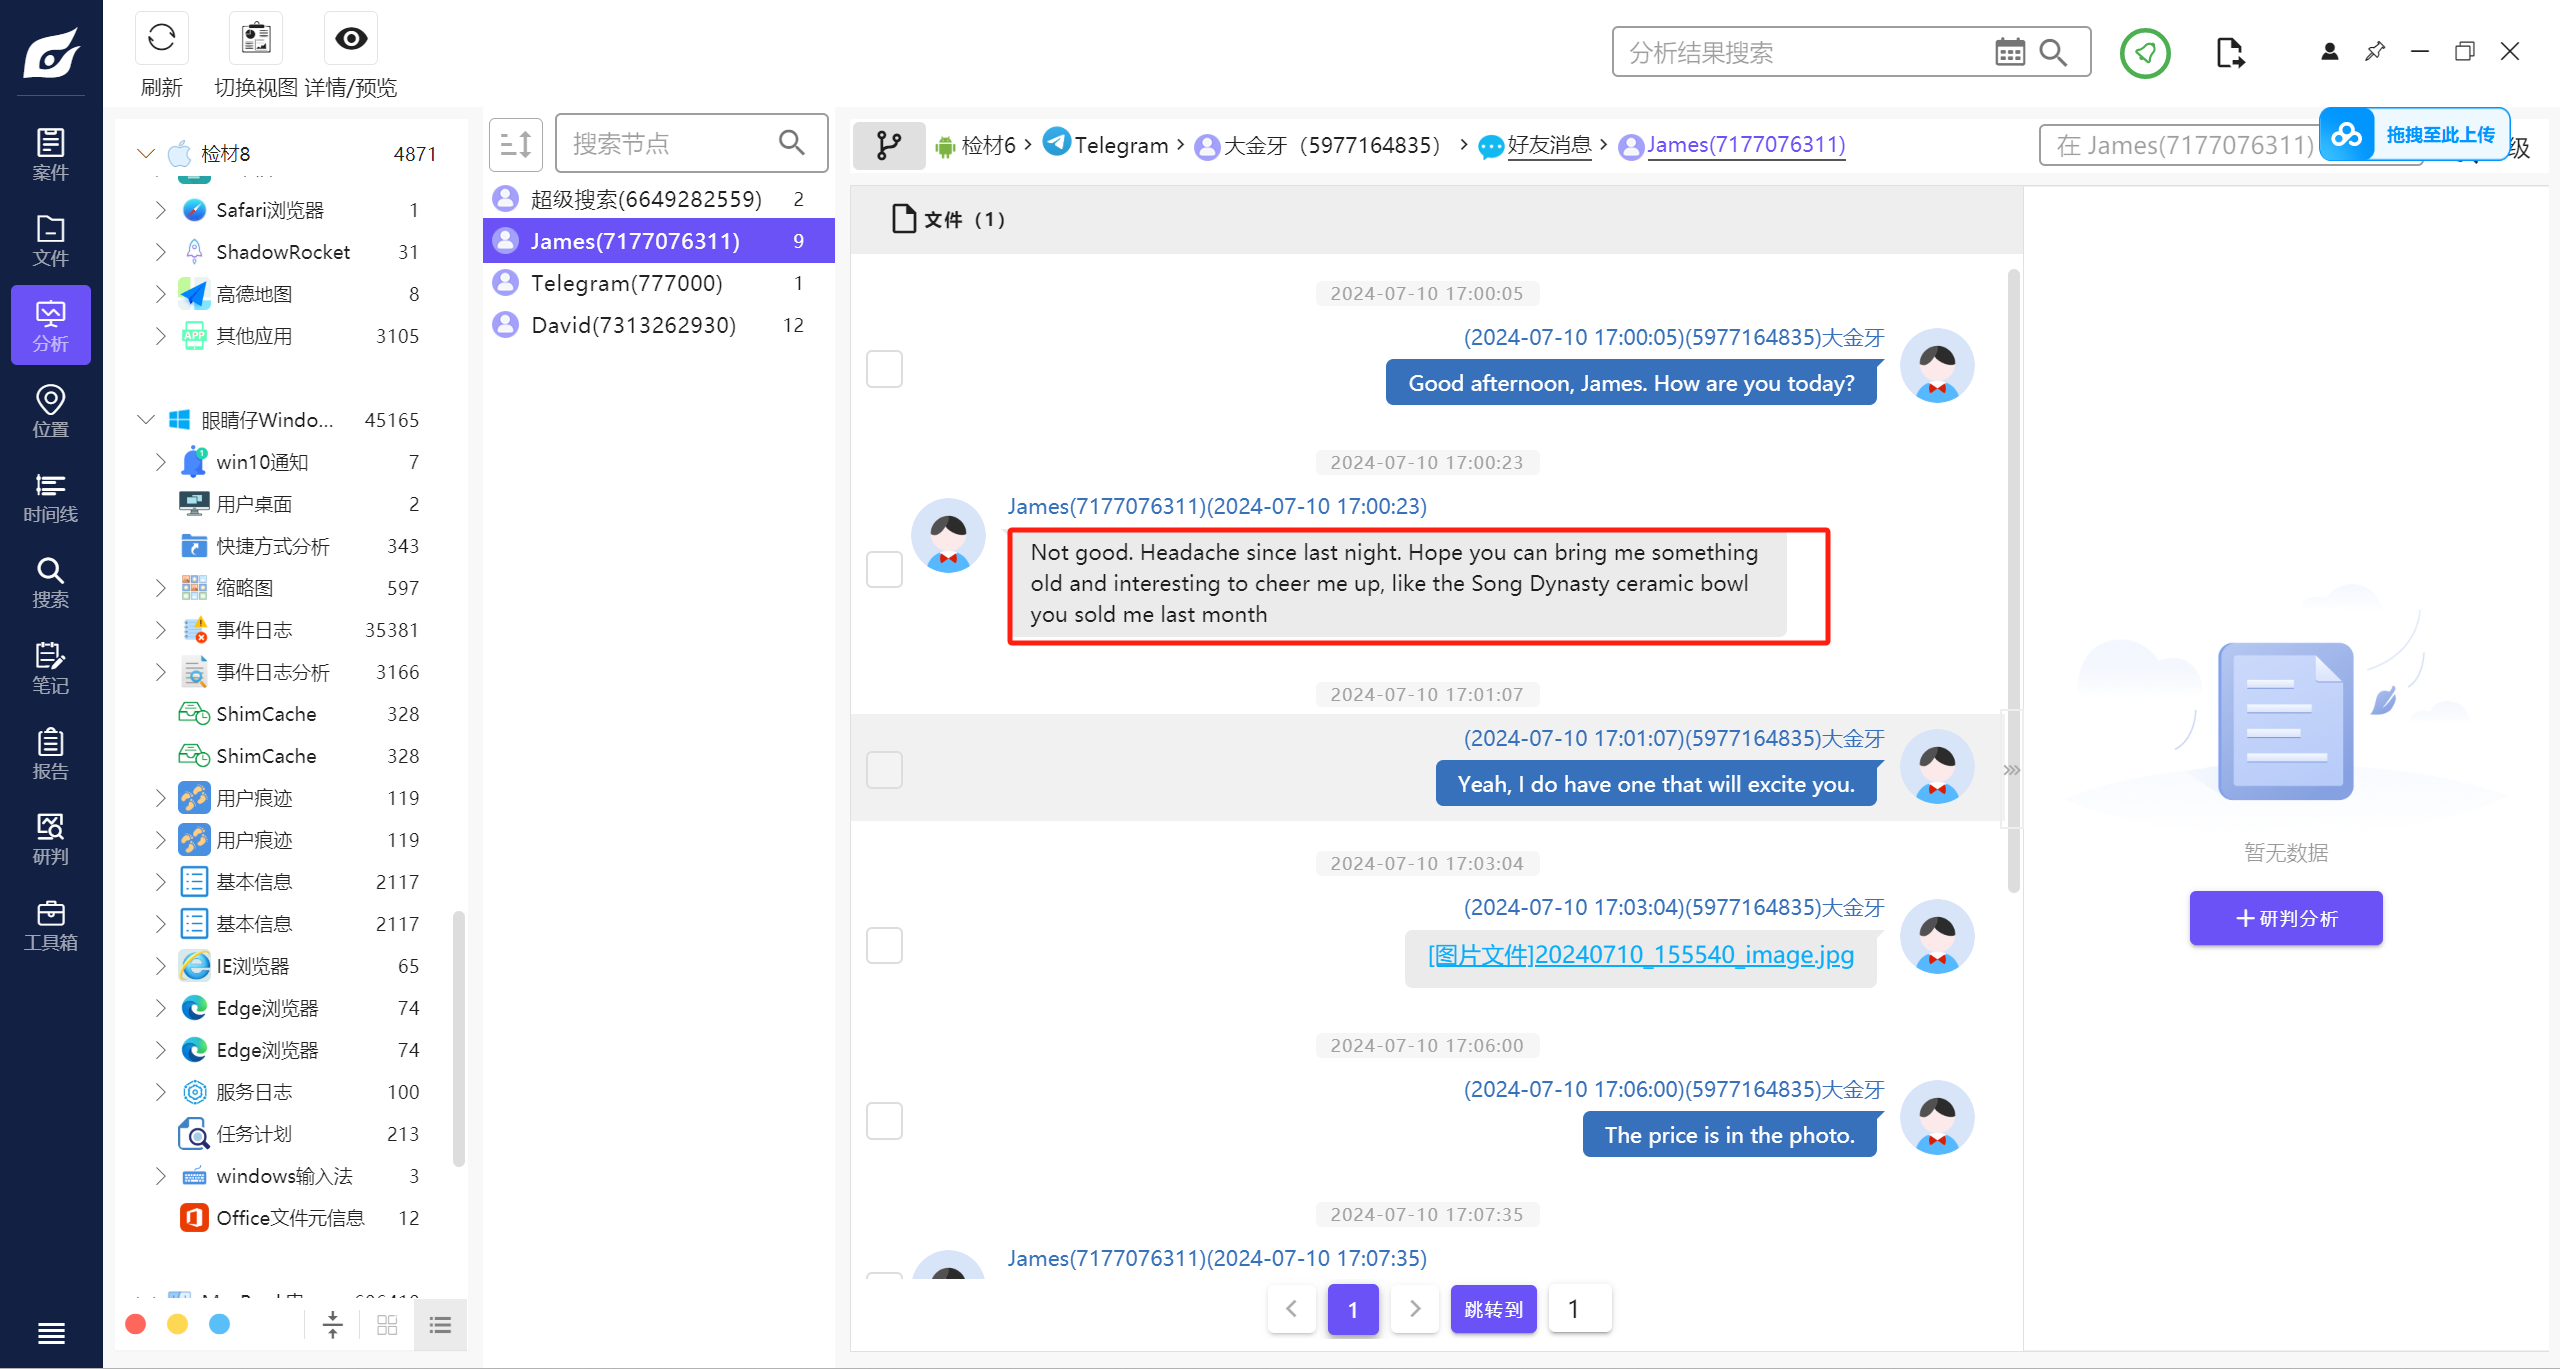 刷新
切换视图
详情/预览
分析结果搜索
案件
文件
分析
位置
时间线
搜索
笔记
报告
研判
工具箱
检材8 4871
Safari浏览器 1
ShadowRocket 31
高德地图 8
其他应用 3105
眼睛仔Windo... 45165
win10通知 7
用户桌面 2
快捷方式分析 343
缩略图 597
事件日志 35381
事件日志分析 3166
ShimCache 328
ShimCache 328
用户痕迹 119
用户痕迹 119
基本信息 2117
基本信息 2117
IE浏览器 65
Edge浏览器 74
Edge浏览器 74
服务日志 100
任务计划 213
windows输入法 3
Office文件元信息 12
搜索节点
超级搜索(6649282559) 2
James(7177076311) 9
Telegram(777000) 1
David(7313262930) 12
检材6 › Telegram › 大金牙（5977164835） › 好友消息 › James(7177076311)
在 James(7177076311)
拖拽至此上传
级
文件（1）
2024-07-10 17:00:05
(2024-07-10 17:00:05)(5977164835)大金牙
Good afternoon, James. How are you today?
2024-07-10 17:00:23
James(7177076311)(2024-07-10 17:00:23)
Not good. Headache since last night. Hope you can bring me something
old and interesting to cheer me up, like the Song Dynasty ceramic bowl
you sold me last month
2024-07-10 17:01:07
(2024-07-10 17:01:07)(5977164835)大金牙
Yeah, I do have one that will excite you.
2024-07-10 17:03:04
(2024-07-10 17:03:04)(5977164835)大金牙
[图片文件]20240710_155540_image.jpg
2024-07-10 17:06:00
(2024-07-10 17:06:00)(5977164835)大金牙
The price is in the photo.
2024-07-10 17:07:35
James(7177076311)(2024-07-10 17:07:35)
1
跳转到
1
暂无数据
+研判分析